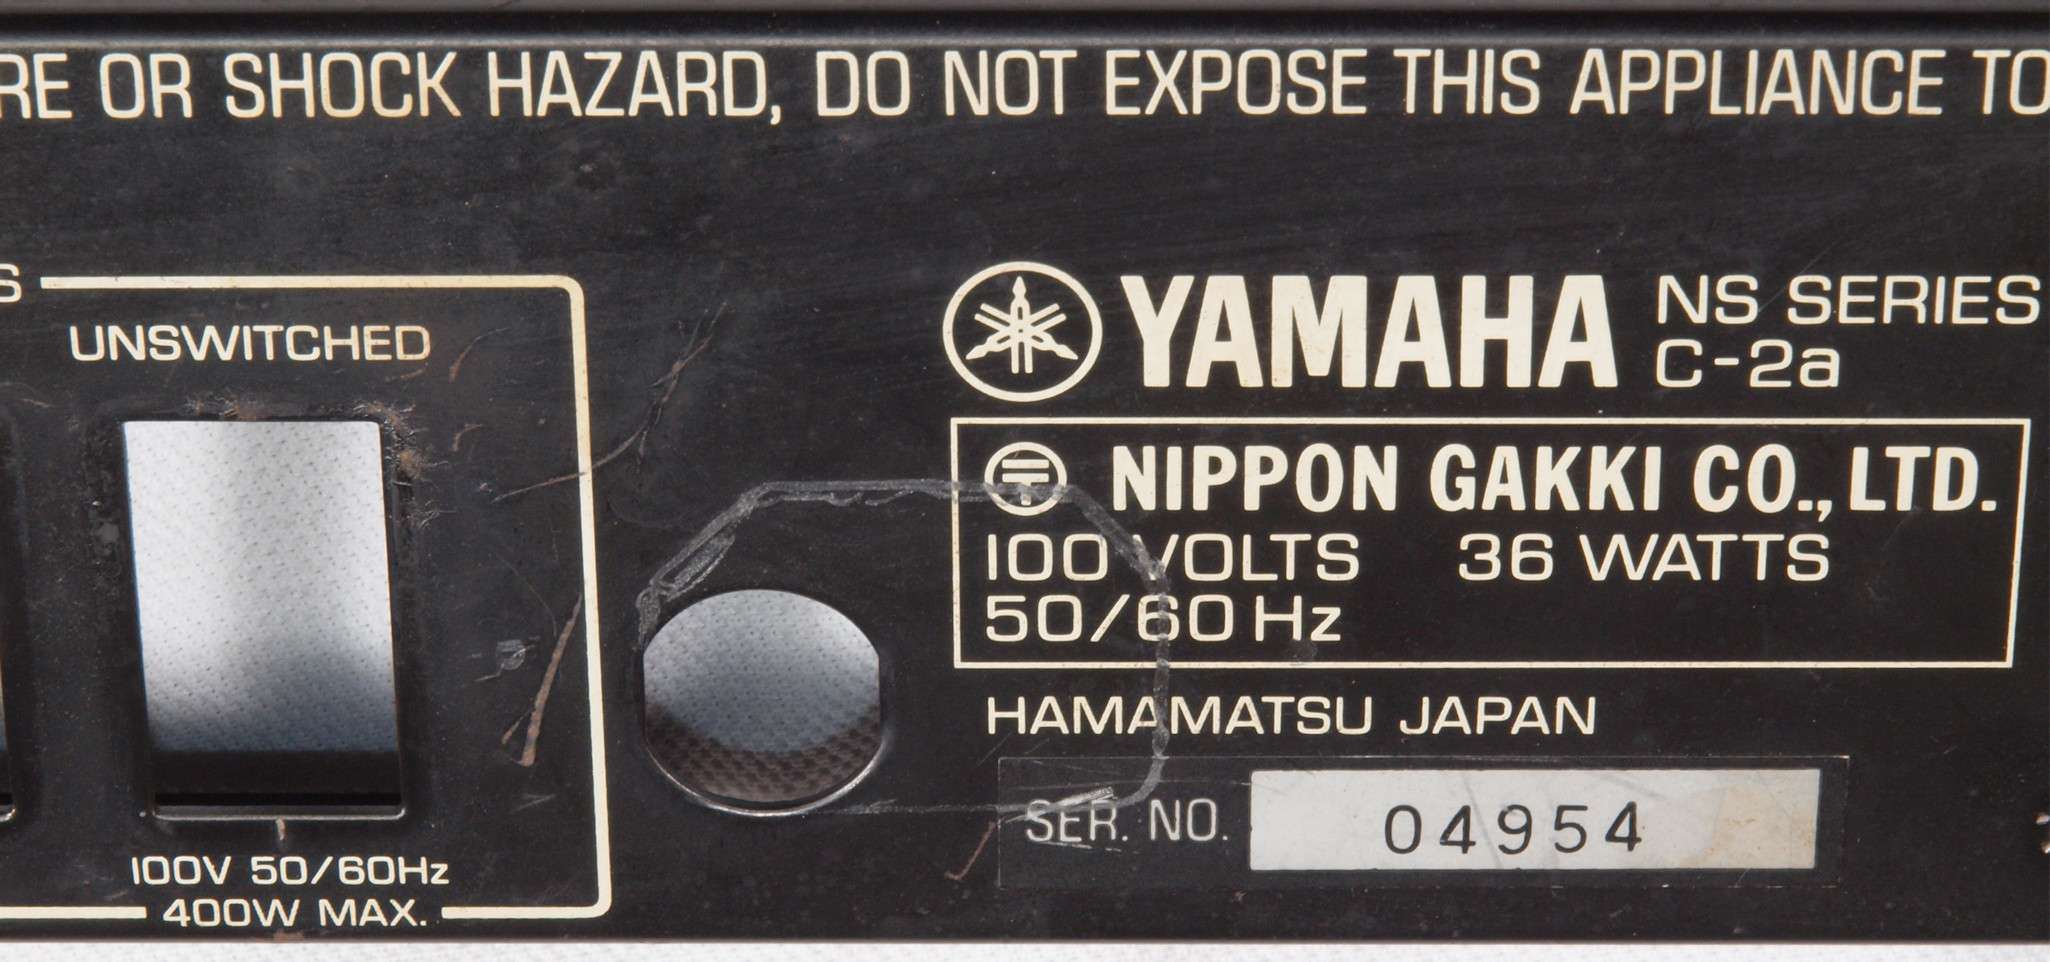 RE OR SHOCK HAZARD, DO NOT EXPOSE THIS APPLIANCE TO
S
UNSWITCHED
100V 50/60Hz
400W MAX.
YAMAHA NS SERIES
C-2a
NIPPON GAKKI CO., LTD.
100 VOLTS 36 WATTS
50/60 Hz
HAMAMATSU JAPAN
SER. NO. 04954